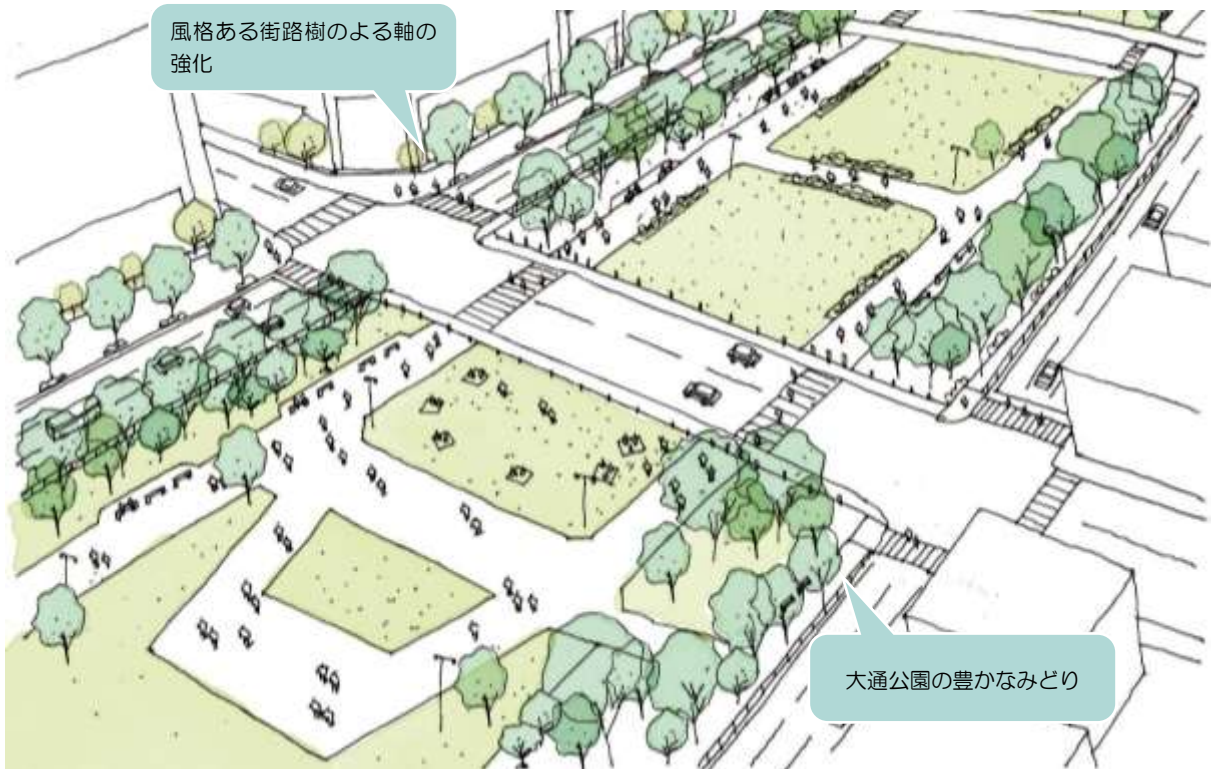 風格ある街路樹のよる軸の
強化
大通公園の豊かなみどり